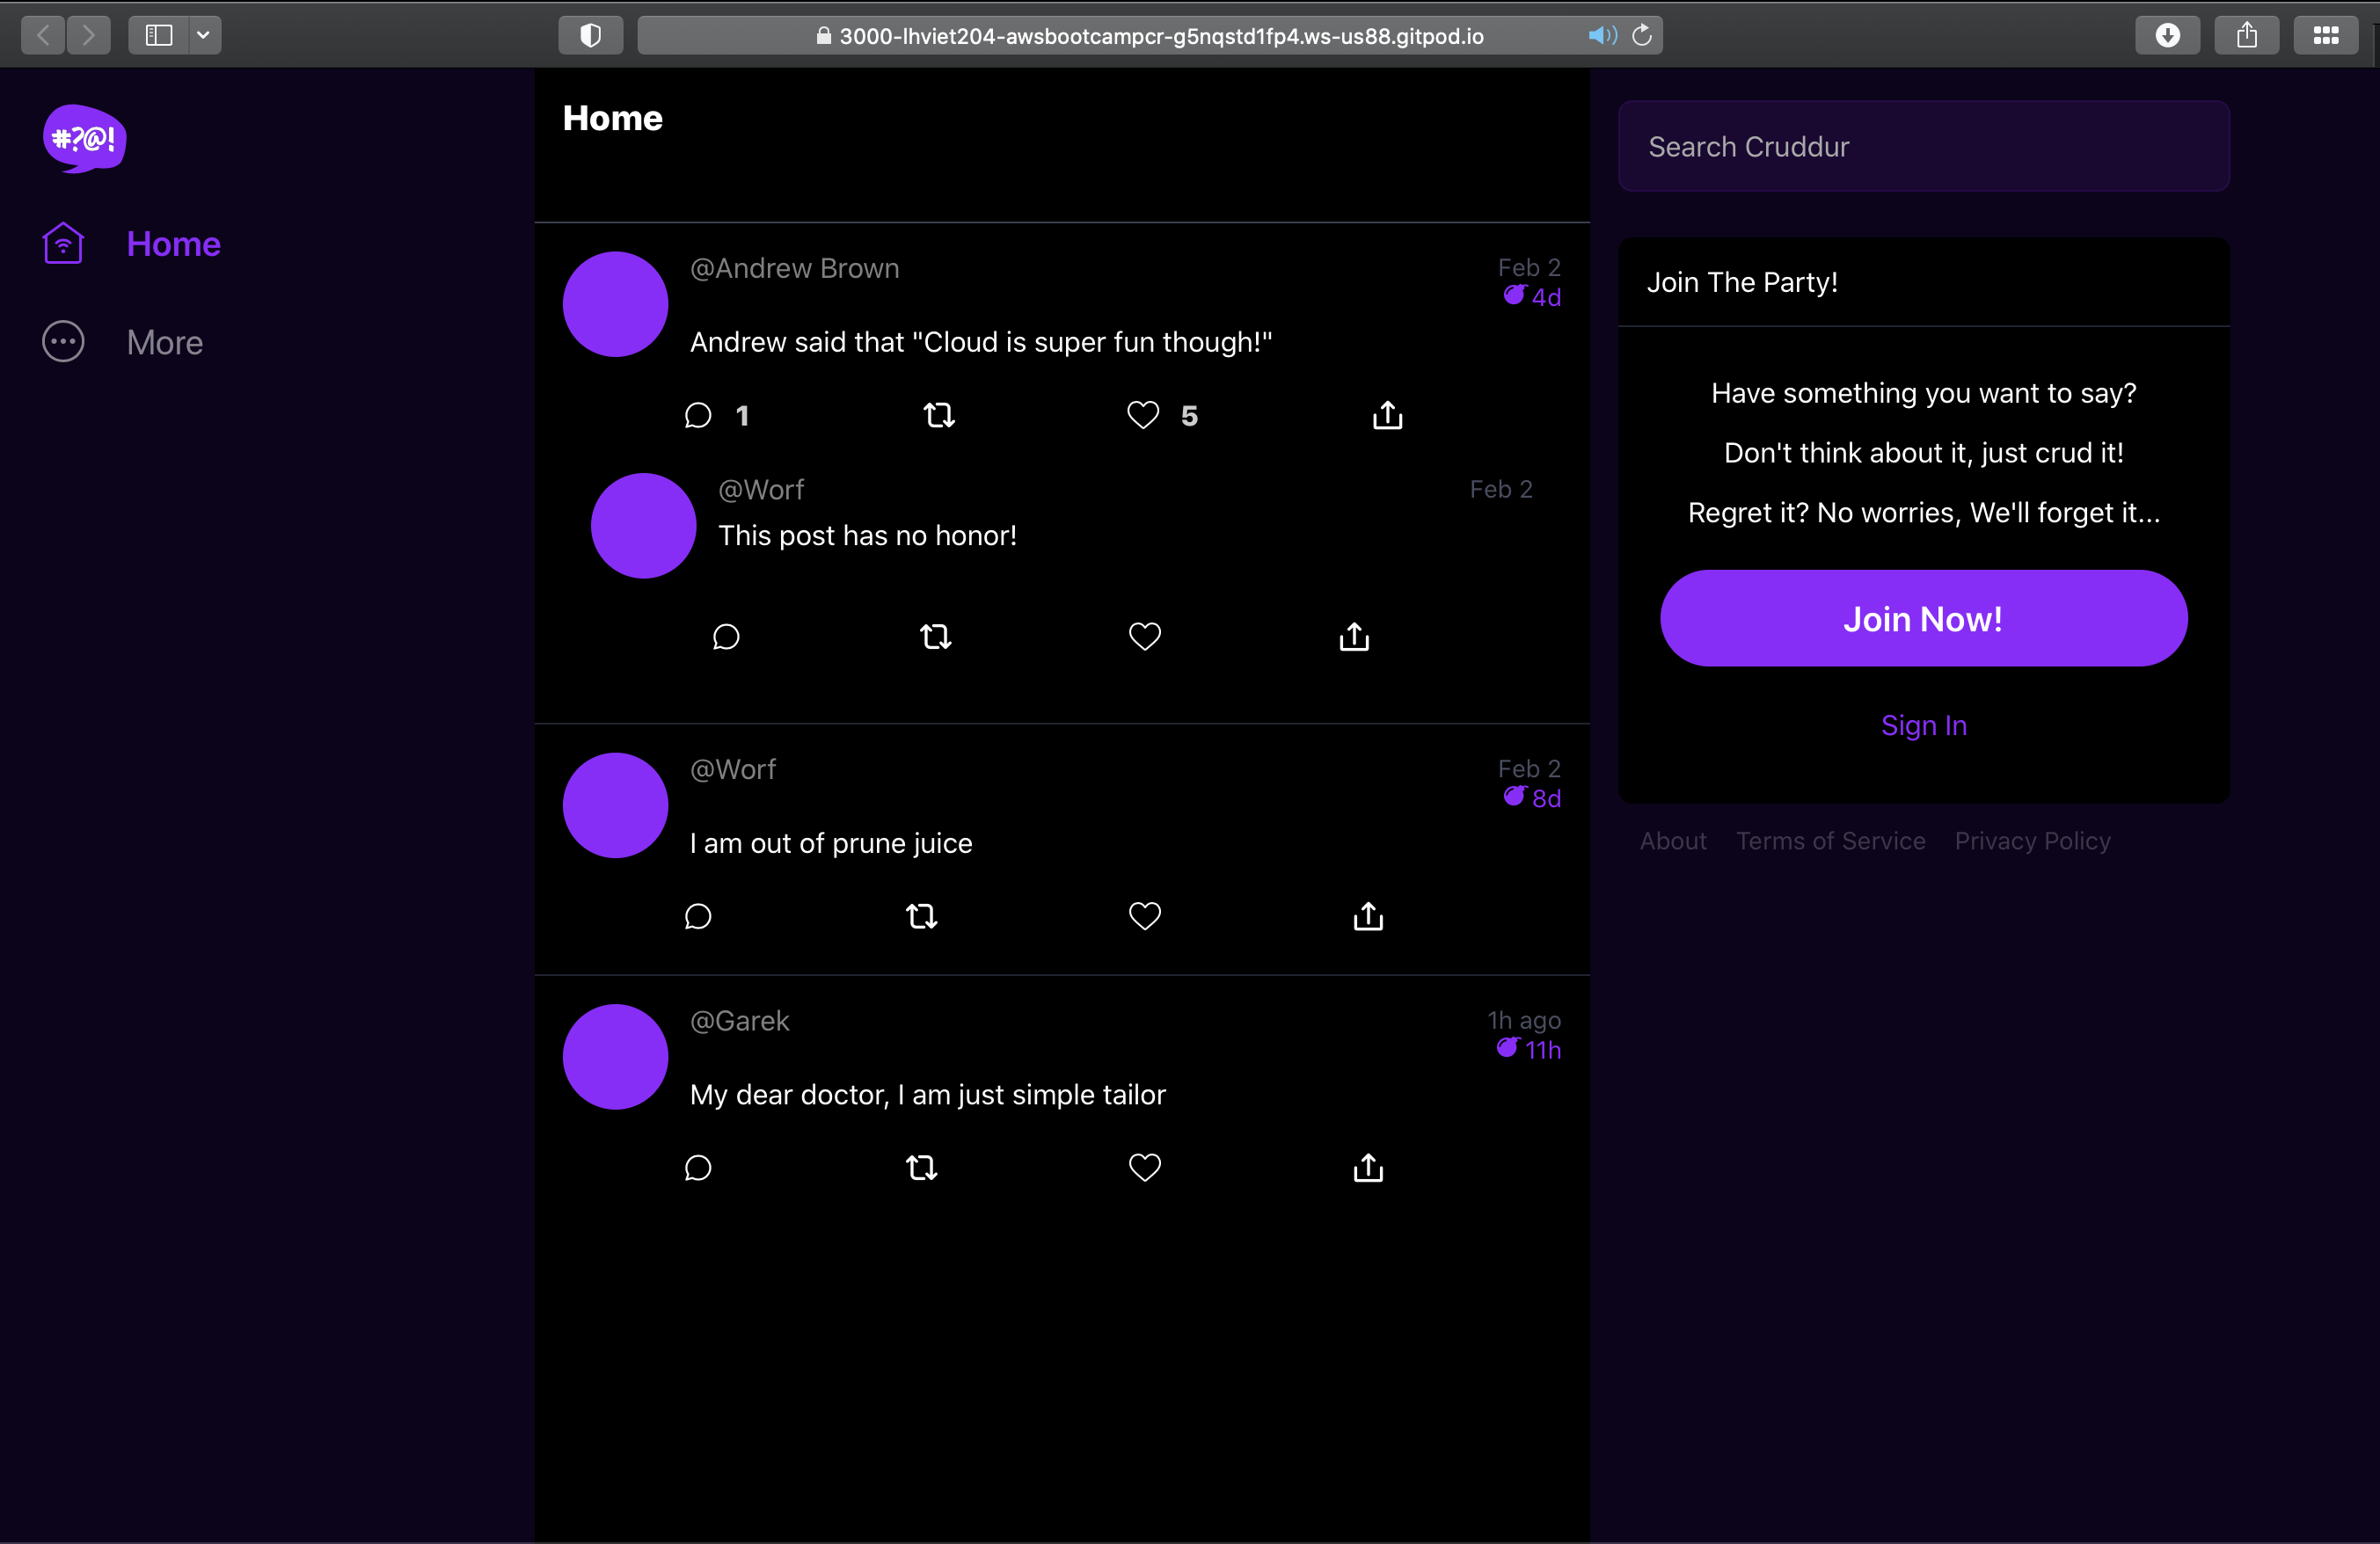 3000-lhviet204-awsbootcampcr-g5nqstd1fp4.ws-us88.gitpod.io
#?@!
Home
More
Home
@Andrew Brown
Feb 2
4d
Andrew said that "Cloud is super fun though!"
1
5
@Worf
Feb 2
This post has no honor!
@Worf
Feb 2
8d
I am out of prune juice
@Garek
1h ago
11h
My dear doctor, I am just simple tailor
Search Cruddur
Join The Party!
Have something you want to say?
Don't think about it, just crud it!
Regret it? No worries, We'll forget it...
Join Now!
Sign In
About Terms of Service Privacy Policy